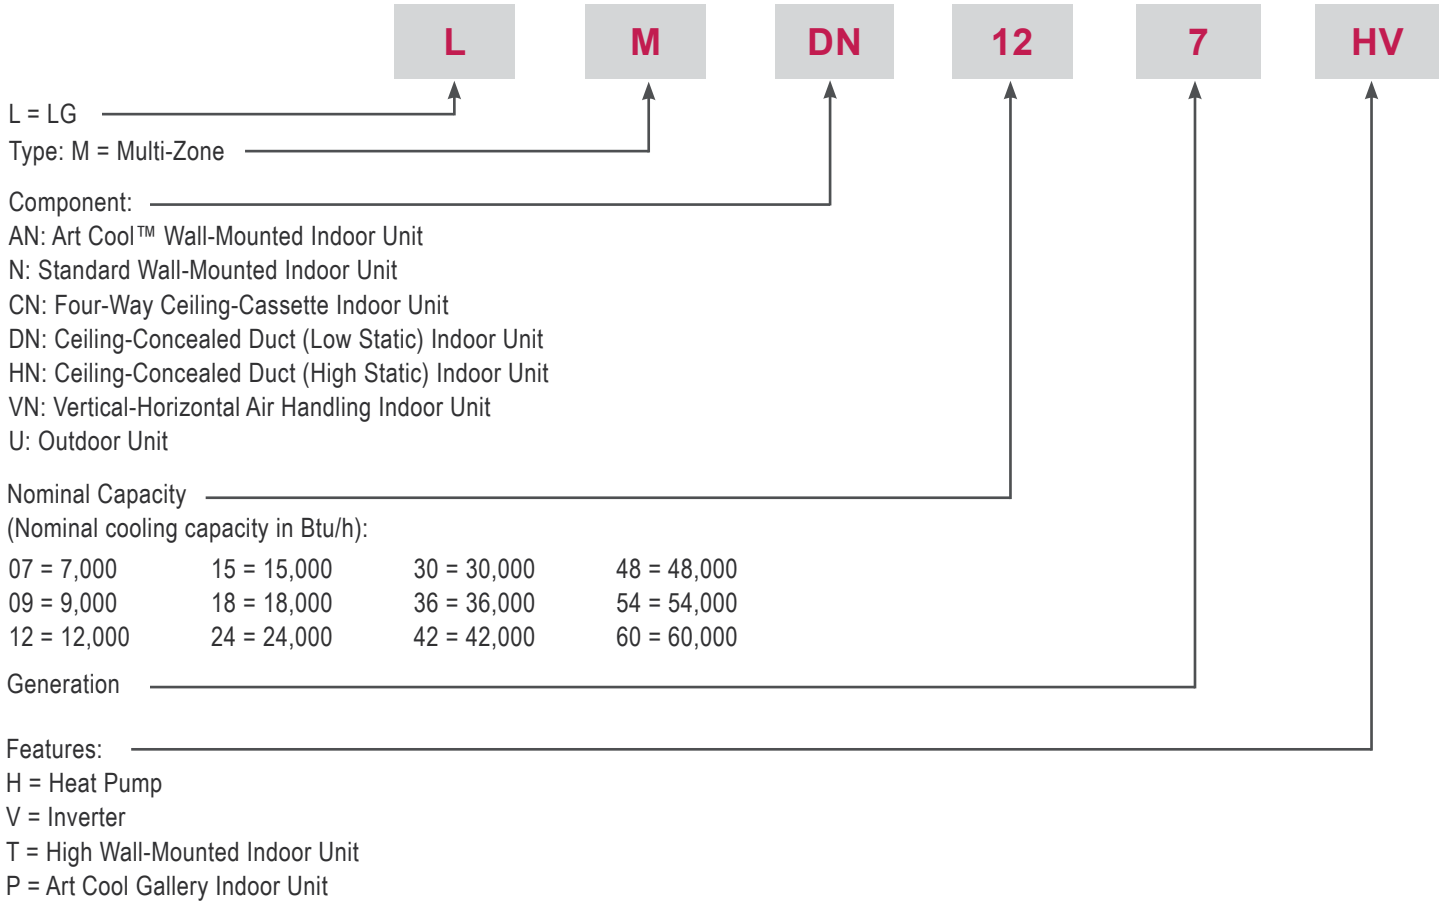 L M DN 12 7 HV
L = LG
Type: M = Multi-Zone
Component:
AN: Art Cool™ Wall-Mounted Indoor Unit
N: Standard Wall-Mounted Indoor Unit
CN: Four-Way Ceiling-Cassette Indoor Unit
DN: Ceiling-Concealed Duct (Low Static) Indoor Unit
HN: Ceiling-Concealed Duct (High Static) Indoor Unit
VN: Vertical-Horizontal Air Handling Indoor Unit
U: Outdoor Unit
Nominal Capacity
(Nominal cooling capacity in Btu/h):
07 = 7,000 15 = 15,000 30 = 30,000 48 = 48,000
09 = 9,000 18 = 18,000 36 = 36,000 54 = 54,000
12 = 12,000 24 = 24,000 42 = 42,000 60 = 60,000
Generation
Features:
H = Heat Pump
V = Inverter
T = High Wall-Mounted Indoor Unit
P = Art Cool Gallery Indoor Unit